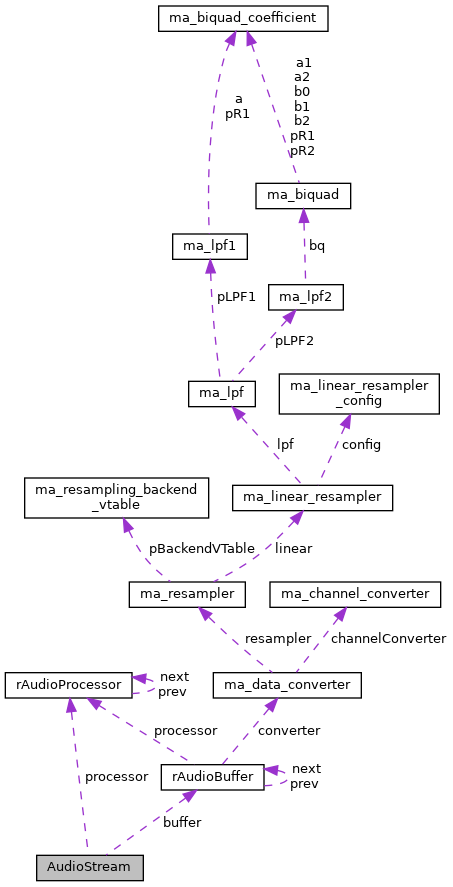 ma_biquad_coefficient
a
pR1
a1
a2
b0
b1
b2
pR1
pR2
ma_biquad
ma_lpf1
bq
pLPF1
ma_lpf2
pLPF2
ma_lpf
ma_linear_resampler
_config
lpf
config
ma_resampling_backend
_vtable
ma_linear_resampler
pBackendVTable
linear
ma_resampler
ma_channel_converter
resampler
channelConverter
rAudioProcessor
next
prev
ma_data_converter
processor
converter
processor
rAudioBuffer
next
prev
buffer
AudioStream